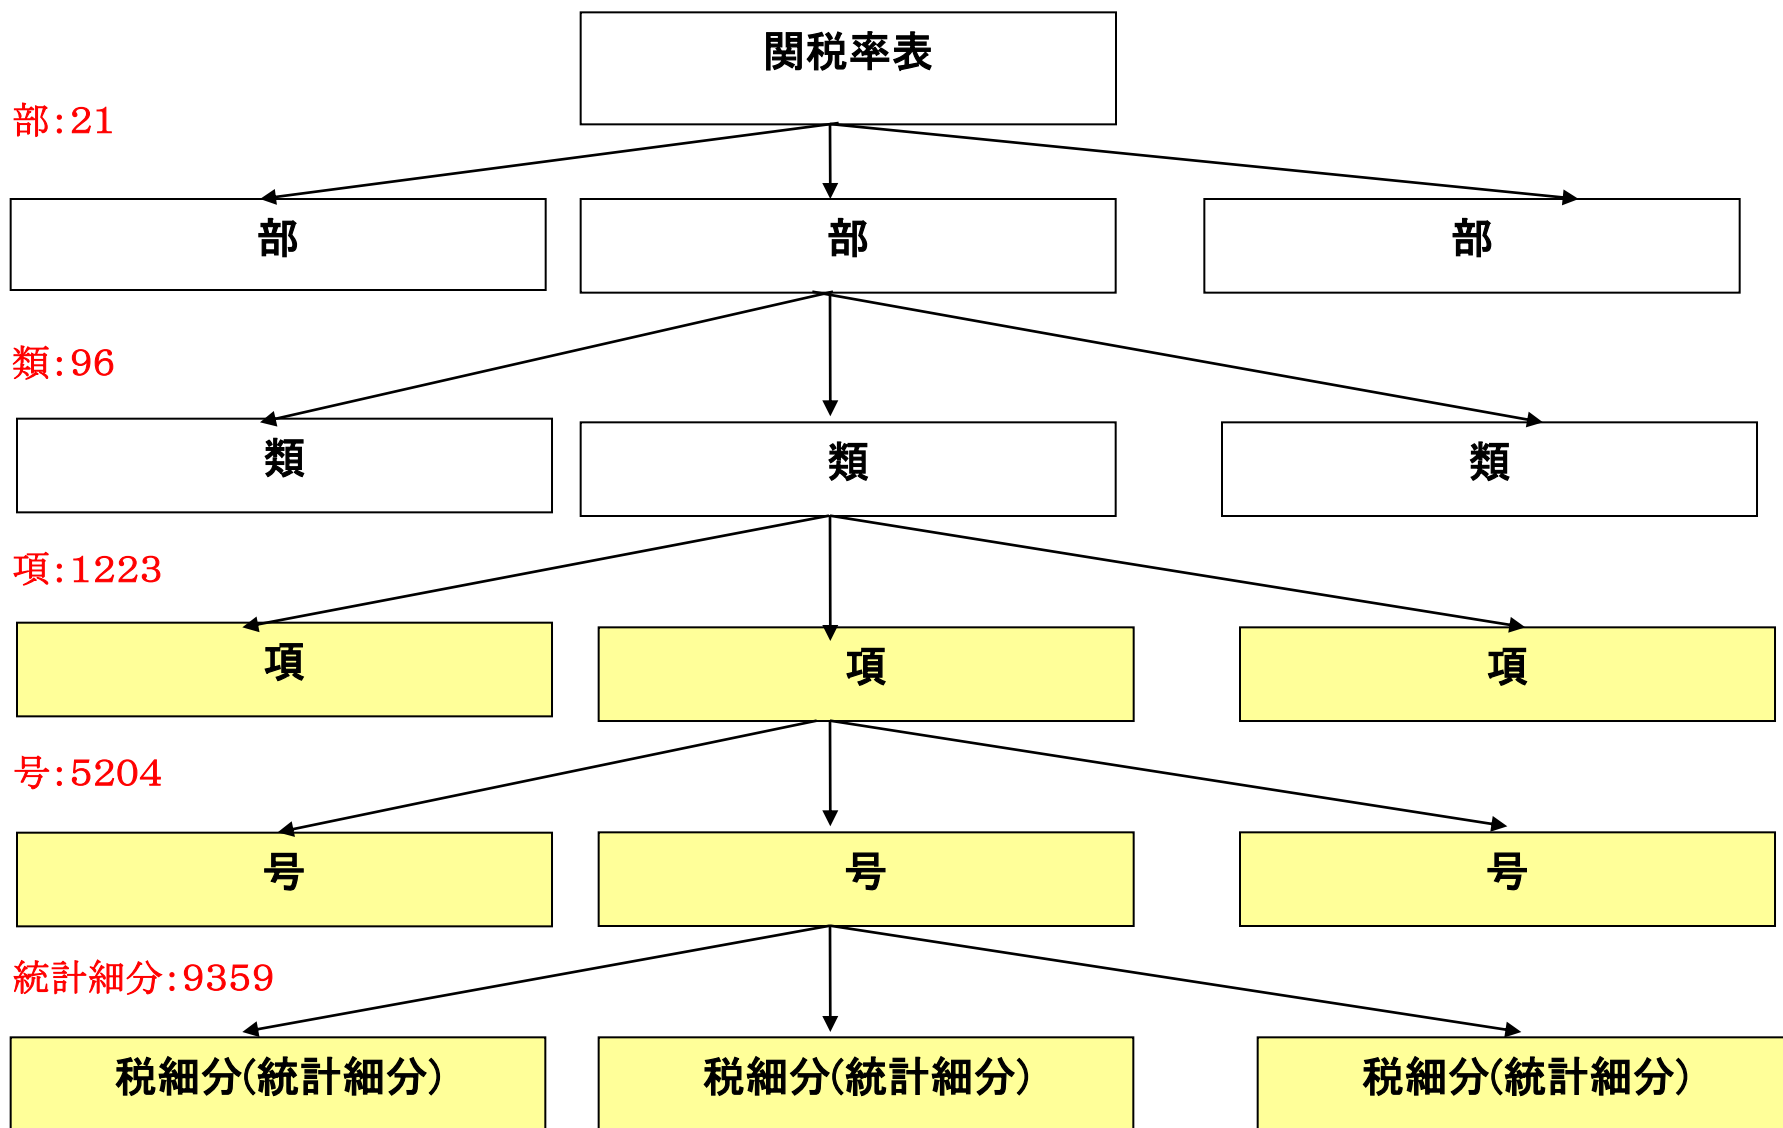 関税率表
部:21
部
部
部
類:96
類
類
類
項:1223
項
項
項
号:5204
号
号
号
統計細分:9359
税細分(統計細分)
税細分(統計細分)
税細分(統計細分)